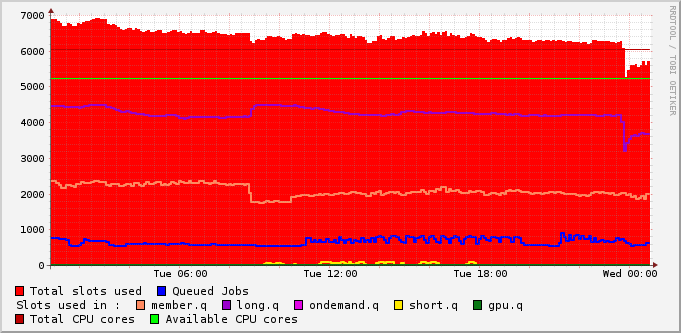 RRDTOOL / TOBI OETIKER
7000
6000
5000
4000
3000
2000
1000
0
Tue 06:00 Tue 12:00 Tue 18:00 Wed 00:00
Total slots used Queued Jobs
Slots used in : member.q long.q ondemand.q short.q gpu.q
Total CPU cores Available CPU cores